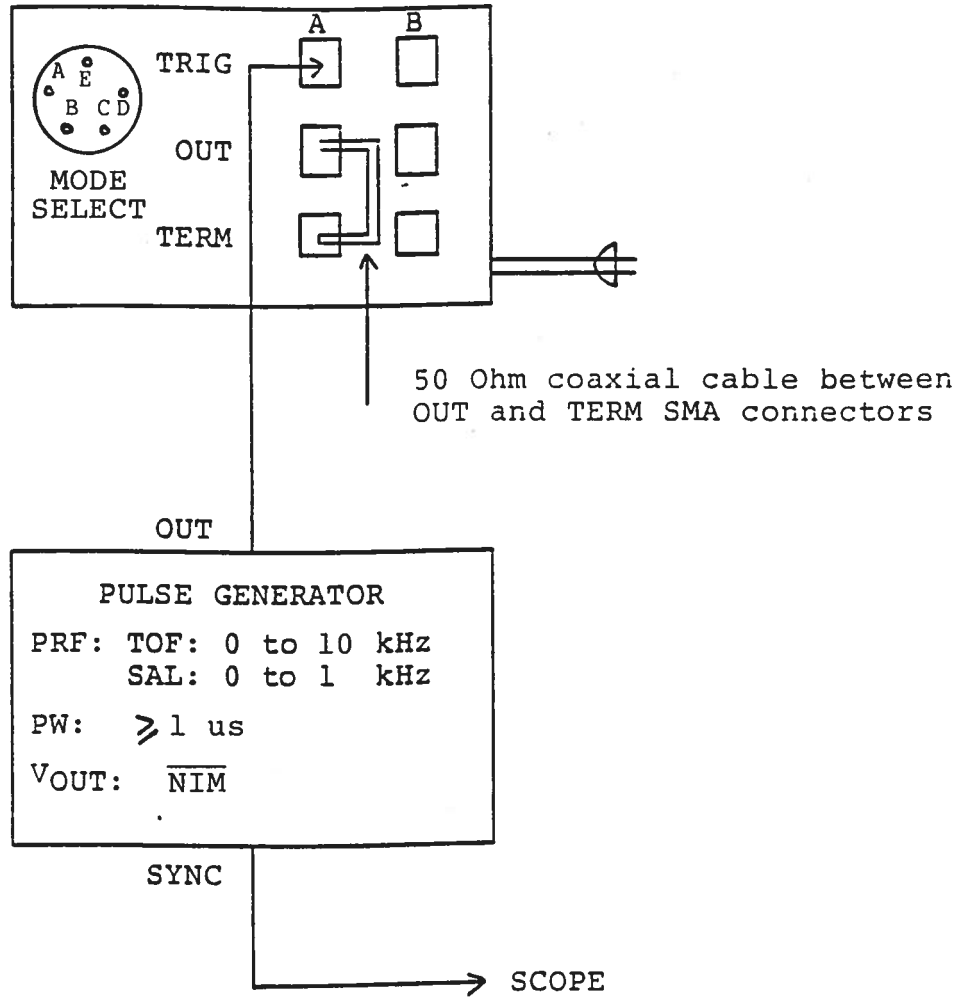 A B
TRIG
A
E
B C D
OUT
MODE
SELECT
TERM
50 Ohm coaxial cable between
OUT and TERM SMA connectors
OUT
PULSE GENERATOR
PRF: TOF: 0 to 10 kHz
SAL: 0 to 1 kHz
PW: ⩾ 1 us
VOUT: N̅I̅M̅
SYNC
SCOPE